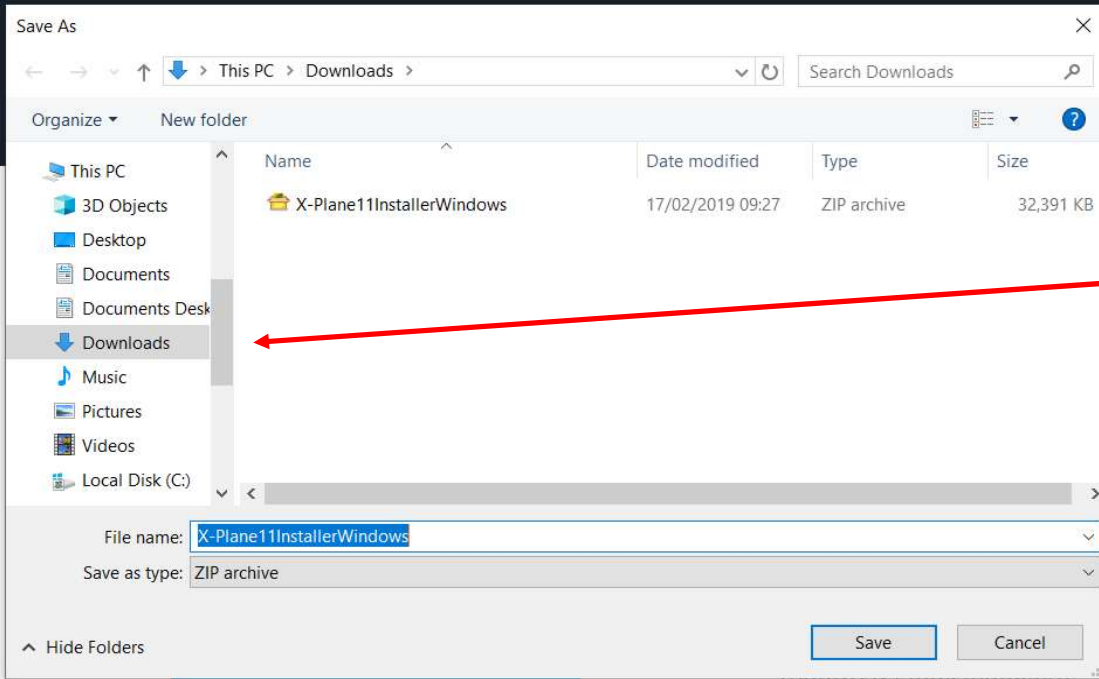 Save As
This PC > Downloads >
Search Downloads
Organize
New folder
Name Date modified Type Size
X-Plane11InstallerWindows 17/02/2019 09:27 ZIP archive 32,391 KB
This PC
3D Objects
Desktop
Documents
Documents Desk
Downloads
Music
Pictures
Videos
Local Disk (C:)
File name: X-Plane11InstallerWindows
Save as type: ZIP archive
Hide Folders
Save
Cancel